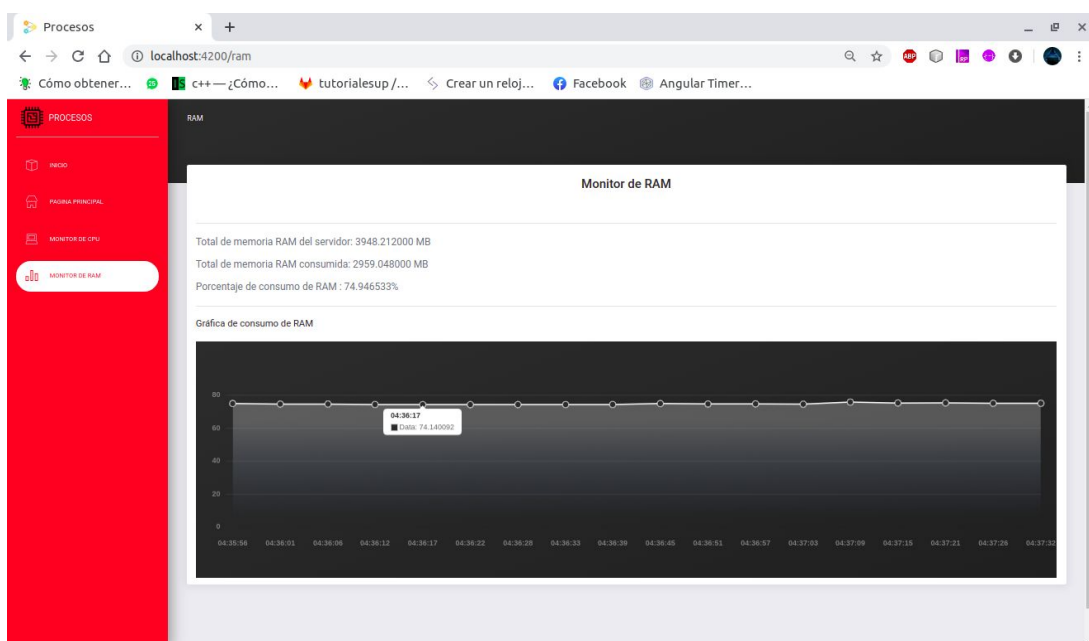 Procesos
localhost:4200/ram
ABP
RP
Cómo obtener...
c++ — ¿Cómo...
tutorialesup /...
Crear un reloj...
Facebook
Angular Timer...
PROCESOS
RAM
INICIO
PAGINA PRINCIPAL
MONITOR DE CPU
MONITOR DE RAM
Monitor de RAM
Total de memoria RAM del servidor: 3948.212000 MB
Total de memoria RAM consumida: 2959.048000 MB
Porcentaje de consumo de RAM : 74.946533%
Gráfica de consumo de RAM
80
60
40
20
0
04:36:17
Data: 74.140092
04:35:56 04:36:01 04:36:06 04:36:12 04:36:17 04:36:22 04:36:28 04:36:33 04:36:39 04:36:45 04:36:51 04:36:57 04:37:03 04:37:09 04:37:15 04:37:21 04:37:26 04:37:32